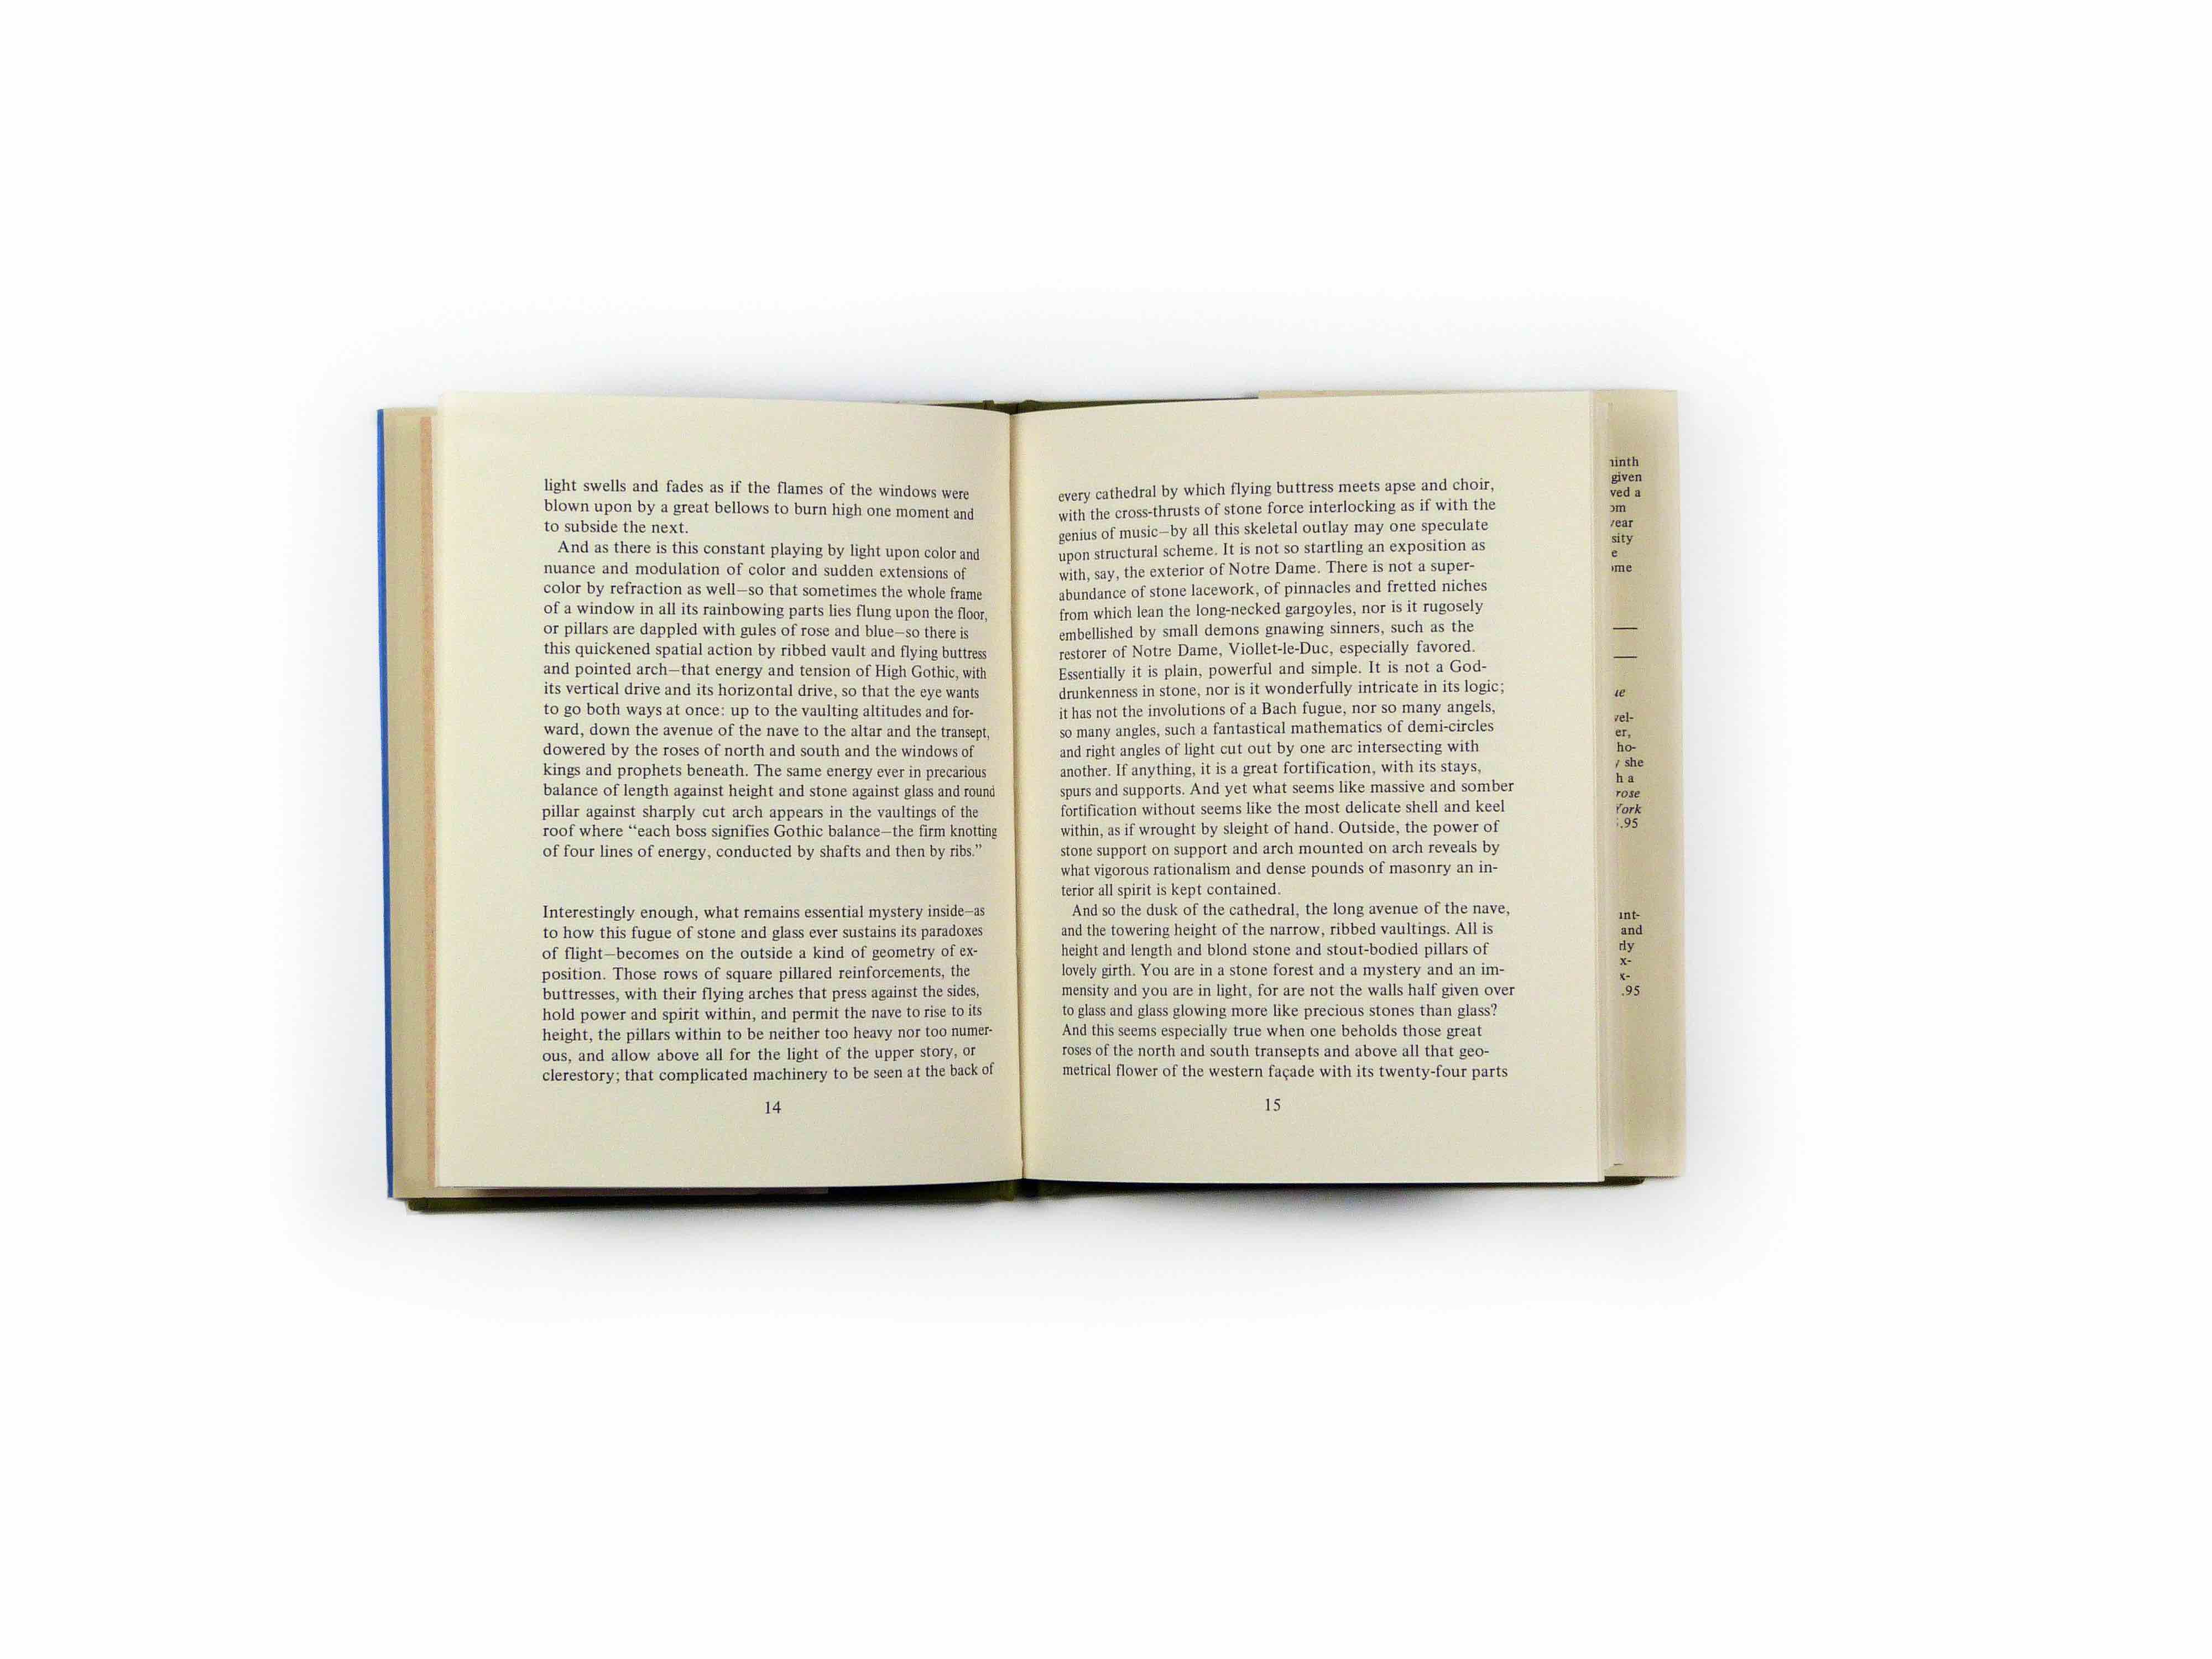 light swells and fades as if the flames of the windows were
blown upon by a great bellows to burn high one moment and
to subside the next.
And as there is this constant playing by light upon color and
nuance and modulation of color and sudden extensions of
color by refraction as well—so that sometimes the whole frame
of a window in all its rainbowing parts lies flung upon the floor,
or pillars are dappled with gules of rose and blue—so there is
this quickened spatial action by ribbed vault and flying buttress
and pointed arch—that energy and tension of High Gothic, with
its vertical drive and its horizontal drive, so that the eye wants
to go both ways at once: up to the vaulting altitudes and for-
ward, down the avenue of the nave to the altar and the transept,
dowered by the roses of north and south and the windows of
kings and prophets beneath. The same energy ever in precarious
balance of length against height and stone against glass and round
pillar against sharply cut arch appears in the vaultings of the
roof where “each boss signifies Gothic balance—the firm knotting
of four lines of energy, conducted by shafts and then by ribs.”
Interestingly enough, what remains essential mystery inside—as
to how this fugue of stone and glass ever sustains its paradoxes
of flight—becomes on the outside a kind of geometry of ex-
position. Those rows of square pillared reinforcements, the
buttresses, with their flying arches that press against the sides,
hold power and spirit within, and permit the nave to rise to its
height, the pillars within to be neither too heavy nor too numer-
ous, and allow above all for the light of the upper story, or
clerestory; that complicated machinery to be seen at the back of
14
every cathedral by which flying buttress meets apse and choir,
with the cross-thrusts of stone force interlocking as if with the
genius of music—by all this skeletal outlay may one speculate
upon structural scheme. It is not so startling an exposition as
with, say, the exterior of Notre Dame. There is not a super-
abundance of stone lacework, of pinnacles and fretted niches
from which lean the long-necked gargoyles, nor is it rugosely
embellished by small demons gnawing sinners, such as the
restorer of Notre Dame, Viollet-le-Duc, especially favored.
Essentially it is plain, powerful and simple. It is not a God-
drunkenness in stone, nor is it wonderfully intricate in its logic;
it has not the involutions of a Bach fugue, nor so many angels,
so many angles, such a fantastical mathematics of demi-circles
and right angles of light cut out by one arc intersecting with
another. If anything, it is a great fortification, with its stays,
spurs and supports. And yet what seems like massive and somber
fortification without seems like the most delicate shell and keel
within, as if wrought by sleight of hand. Outside, the power of
stone support on support and arch mounted on arch reveals by
what vigorous rationalism and dense pounds of masonry an in-
terior all spirit is kept contained.
And so the dusk of the cathedral, the long avenue of the nave,
and the towering height of the narrow, ribbed vaultings. All is
height and length and blond stone and stout-bodied pillars of
lovely girth. You are in a stone forest and a mystery and an im-
mensity and you are in light, for are not the walls half given over
to glass and glass glowing more like precious stones than glass?
And this seems especially true when one beholds those great
roses of the north and south transepts and above all that geo-
metrical flower of the western façade with its twenty-four parts
15
given
a
she
a
and
.95